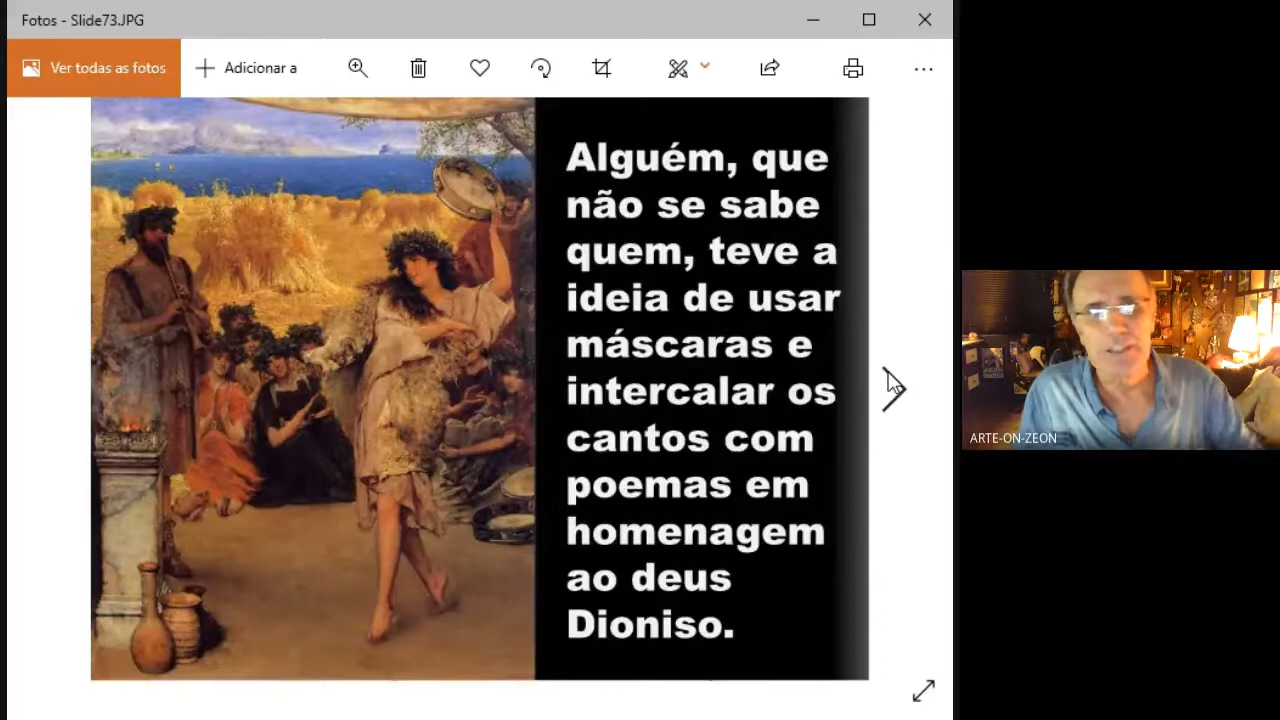 Fotos - Slide73.JPG
Ver todas as fotos
Adicionar a
Alguém, que
não se sabe
quem, teve a
ideia de usar
máscaras e
intercalar os
cantos com
poemas em
homenagem
ao deus
Dioniso.
ARTE-ON-ZEON